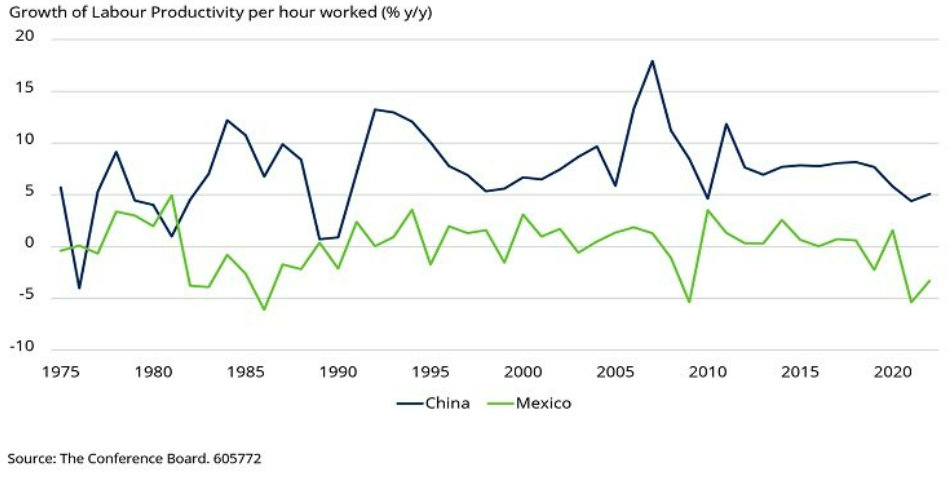 Growth of Labour Productivity per hour worked (% y/y)
20
15
10
5
0
-5
-10
1975 1980 1985 1990 1995 2000 2005 2010 2015 2020
China Mexico
Source: The Conference Board. 605772